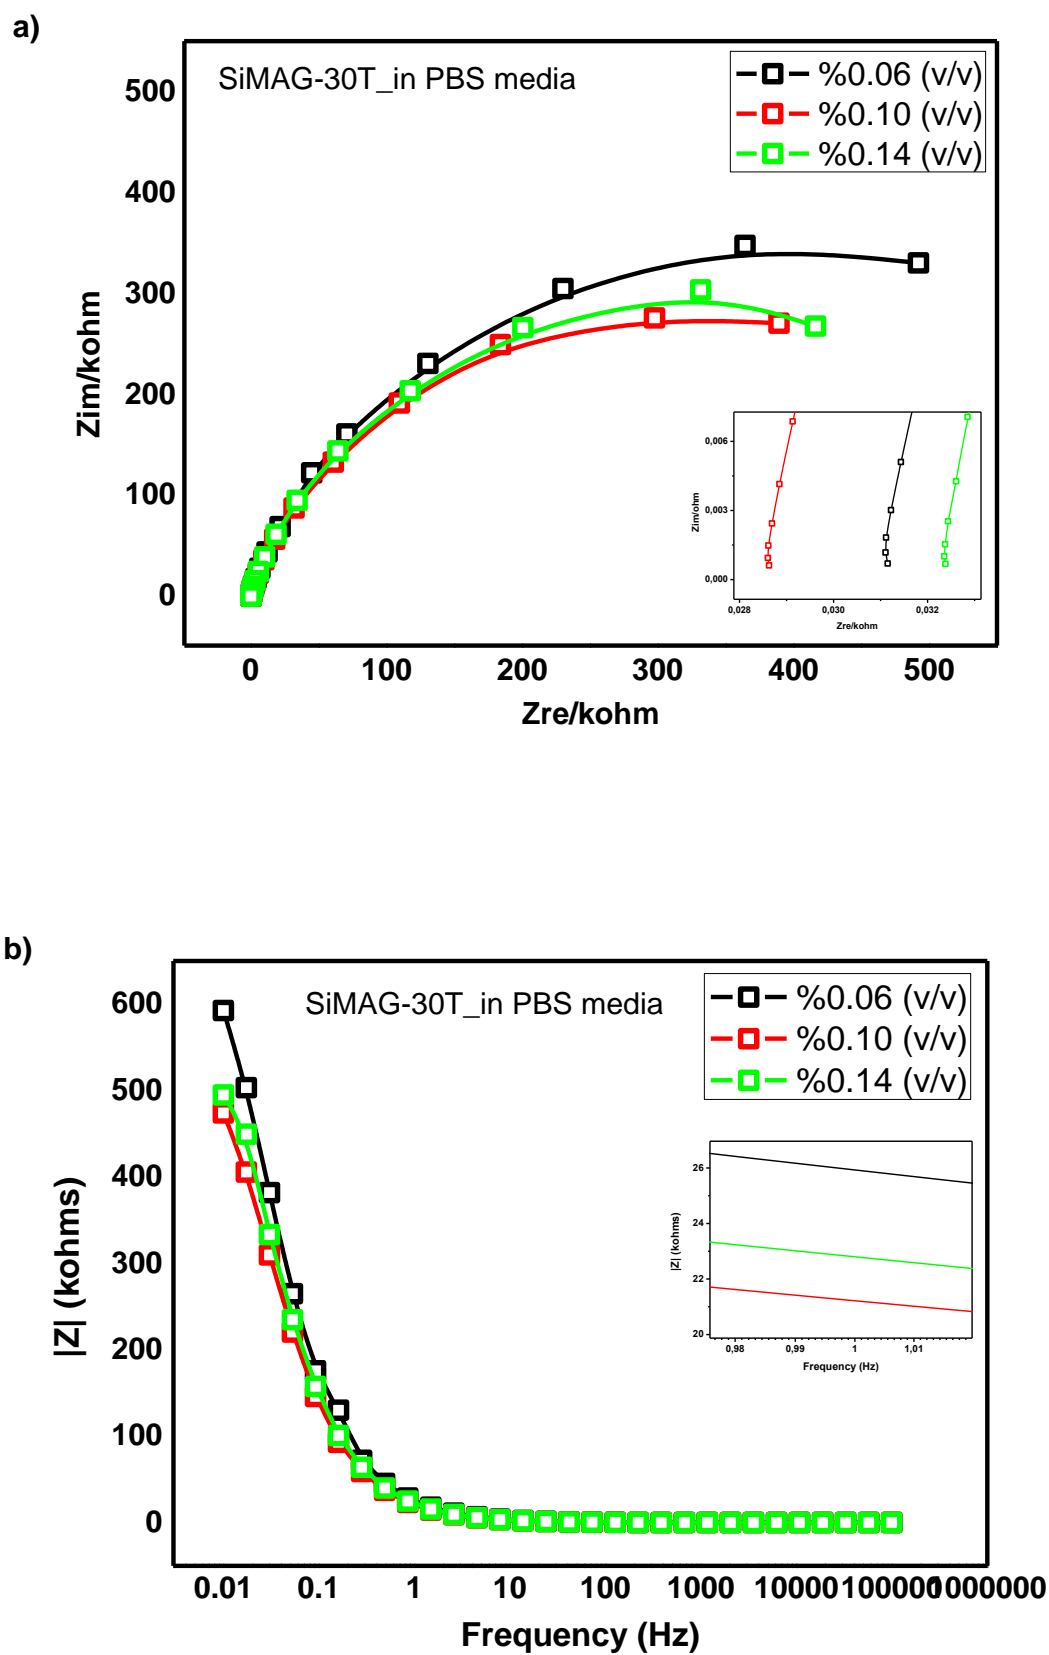 a)
SiMAG-30T_in PBS media
%0.06 (v/v)
%0.10 (v/v)
%0.14 (v/v)
500
400
300
200
100
0
Zim/kohm
0 100 200 300 400 500
Zre/kohm
0,006
0,003
0,000
Zim/ohm
0,028 0,030 0,032
Zre/kohm
b)
SiMAG-30T_in PBS media
%0.06 (v/v)
%0.10 (v/v)
%0.14 (v/v)
600
500
400
300
200
100
0
|Z| (kohms)
0.01 0.1 1 10 100 1000 10000 100000 1000000
Frequency (Hz)
26
24
22
20
|Z| (kohms)
0,98 0,99 1 1,01
Frequency (Hz)